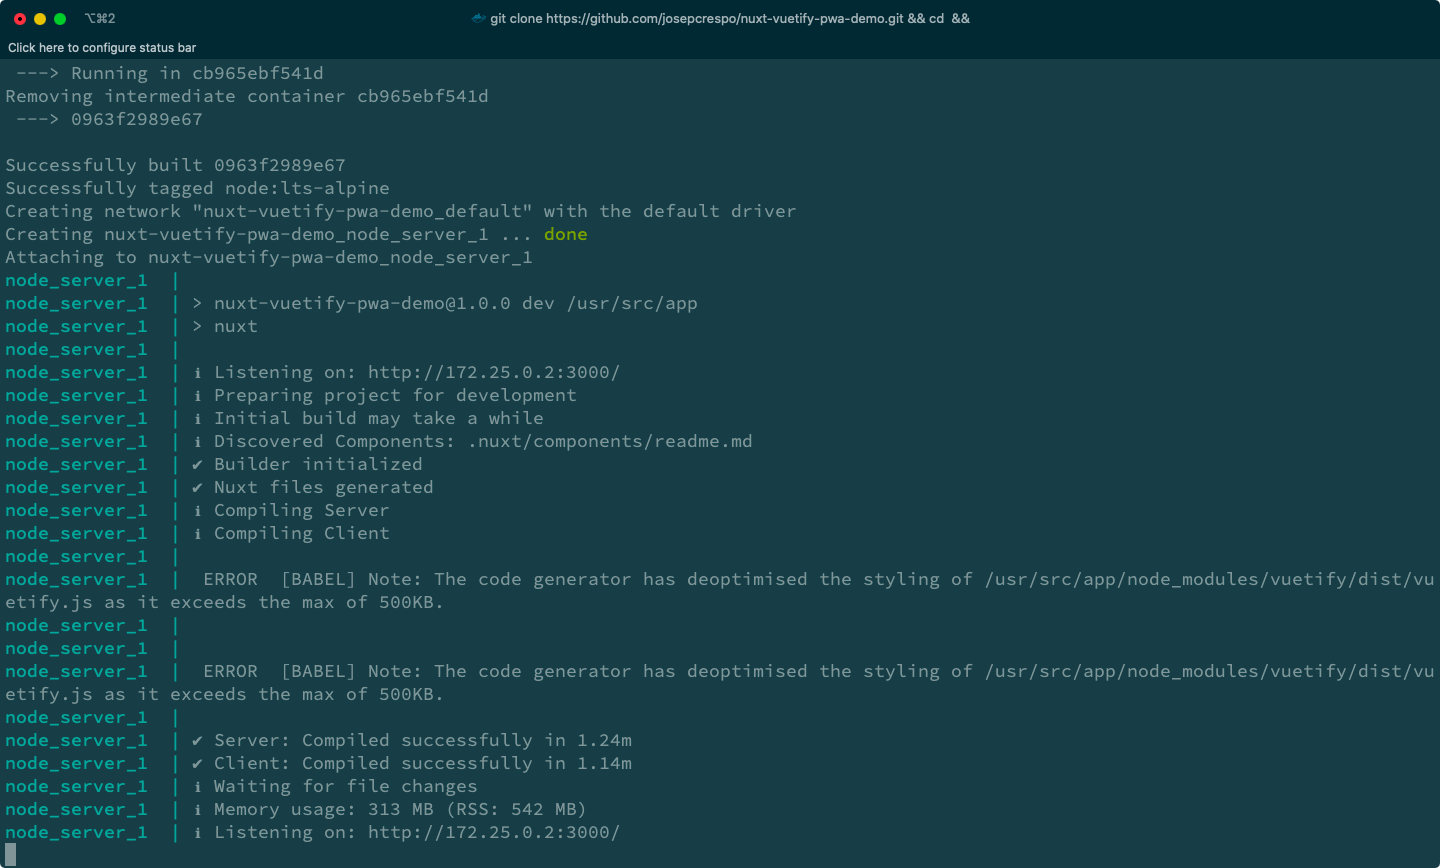 ⌥⌘2
git clone https://github.com/josepcrespo/nuxt-vuetify-pwa-demo.git && cd  &&
Click here to configure status bar
 ---> Running in cb965ebf541d
Removing intermediate container cb965ebf541d
 ---> 0963f2989e67
Successfully built 0963f2989e67
Successfully tagged node:lts-alpine
Creating network "nuxt-vuetify-pwa-demo_default" with the default driver
Creating nuxt-vuetify-pwa-demo_node_server_1 ... done
Attaching to nuxt-vuetify-pwa-demo_node_server_1
node_server_1  |
node_server_1  | > nuxt-vuetify-pwa-demo@1.0.0 dev /usr/src/app
node_server_1  | > nuxt
node_server_1  |
node_server_1  | ℹ Listening on: http://172.25.0.2:3000/
node_server_1  | ℹ Preparing project for development
node_server_1  | ℹ Initial build may take a while
node_server_1  | ℹ Discovered Components: .nuxt/components/readme.md
node_server_1  | ✔ Builder initialized
node_server_1  | ✔ Nuxt files generated
node_server_1  | ℹ Compiling Server
node_server_1  | ℹ Compiling Client
node_server_1  |
node_server_1  |  ERROR  [BABEL] Note: The code generator has deoptimised the styling of /usr/src/app/node_modules/vuetify/dist/vu
etify.js as it exceeds the max of 500KB.
node_server_1  |
node_server_1  |
node_server_1  |  ERROR  [BABEL] Note: The code generator has deoptimised the styling of /usr/src/app/node_modules/vuetify/dist/vu
etify.js as it exceeds the max of 500KB.
node_server_1  |
node_server_1  | ✔ Server: Compiled successfully in 1.24m
node_server_1  | ✔ Client: Compiled successfully in 1.14m
node_server_1  | ℹ Waiting for file changes
node_server_1  | ℹ Memory usage: 313 MB (RSS: 542 MB)
node_server_1  | ℹ Listening on: http://172.25.0.2:3000/